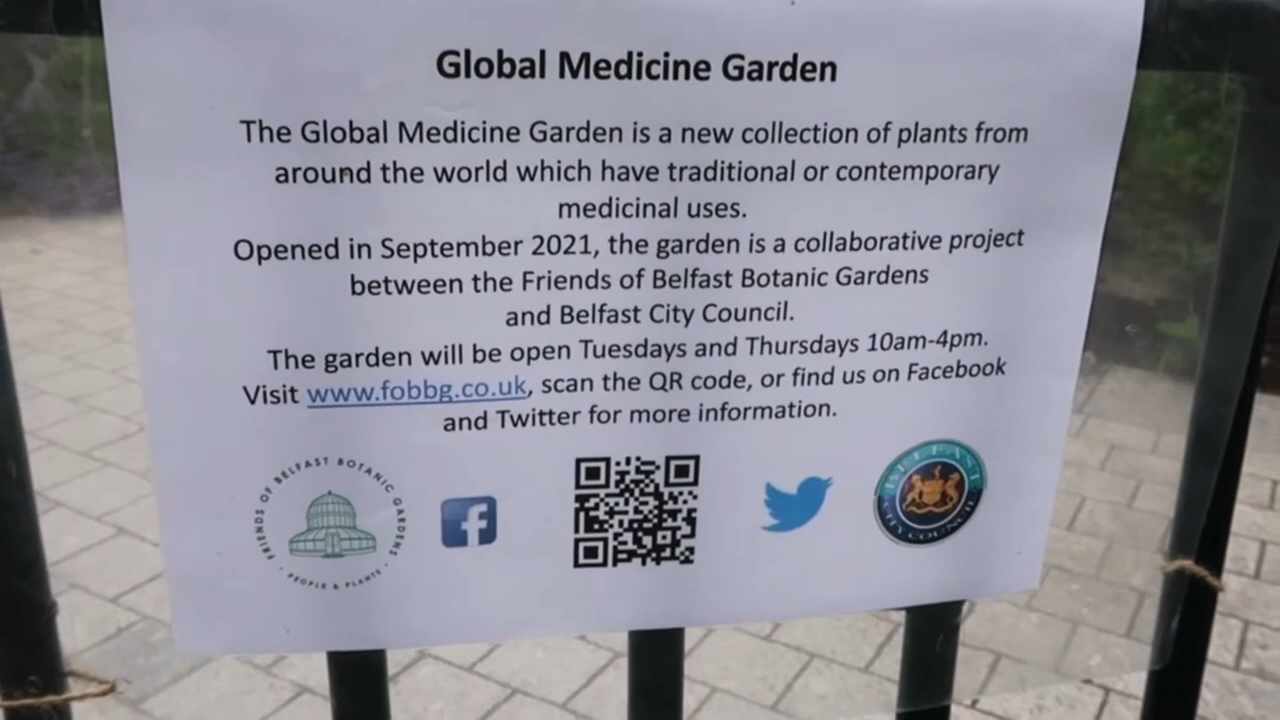 Global Medicine Garden
The Global Medicine Garden is a new collection of plants from
around the world which have traditional or contemporary
medicinal uses.
Opened in September 2021, the garden is a collaborative project
between the Friends of Belfast Botanic Gardens
and Belfast City Council.
The garden will be open Tuesdays and Thursdays 10am-4pm.
Visit www.fobbg.co.uk, scan the QR code, or find us on Facebook
and Twitter for more information.
FRIENDS OF BELFAST BOTANIC GARDENS
· PEOPLE & PLANTS ·
f
BELFAST
CITY COUNCIL